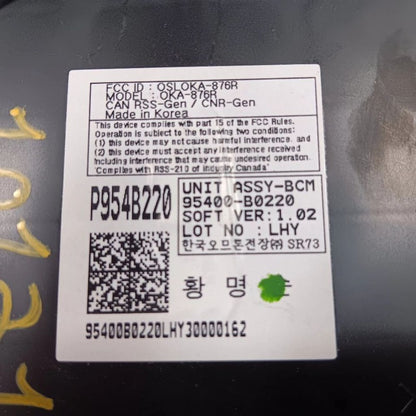 FCC ID : OSLOKA-876R
MODEL : OKA-876R
CAN RSS-Gen / CNR-Gen
Made in Korea
This device complies with part 15 of the FCC Rules.
Operation is subject to the following two conditions:
(1) this device may not cause harmful interference, and
(2) this device must accept any interference received
including interference that may cause undesired operation
"Complies with RSS-210 of Industry Canada"
P954B220
UNIT ASSY-BCM
95400-B0220
SOFT VER:1.02
LOT NO : LHY
한국오므론전장㈜ SR73
황 명
95400B0220LHY30000162
10121